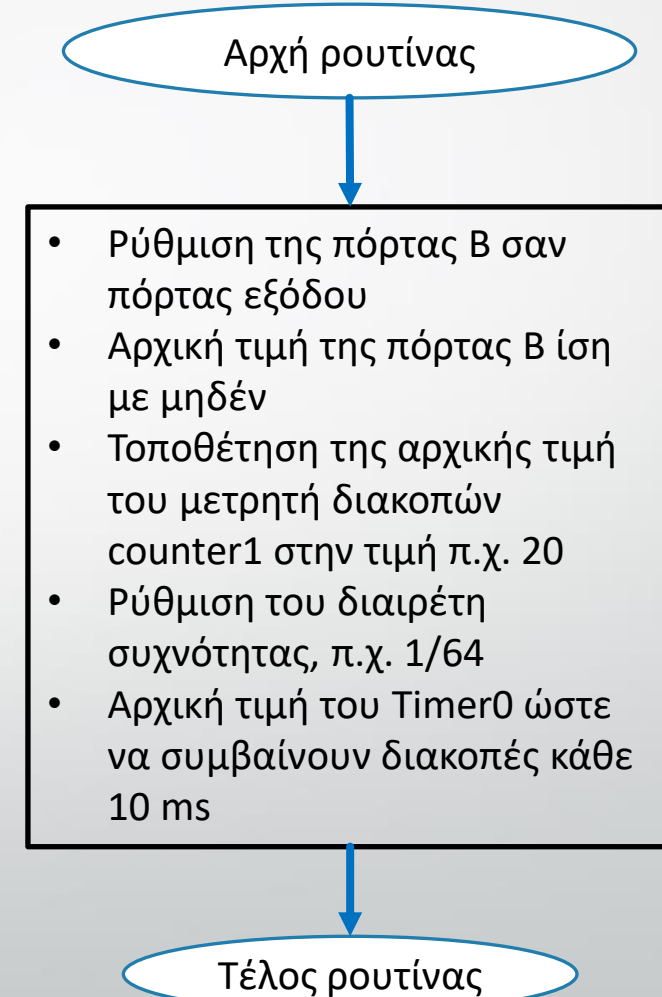 Αρχή ρουτίνας
• Ρύθμιση της πόρτας Β σαν
πόρτας εξόδου
• Αρχική τιμή της πόρτας Β ίση
με μηδέν
• Τοποθέτηση της αρχικής τιμή
του μετρητή διακοπών
counter1 στην τιμή π.χ. 20
• Ρύθμιση του διαιρέτη
συχνότητας, π.χ. 1/64
• Αρχική τιμή του Timer0 ώστε
να συμβαίνουν διακοπές κάθε
10 ms
Τέλος ρουτίνας